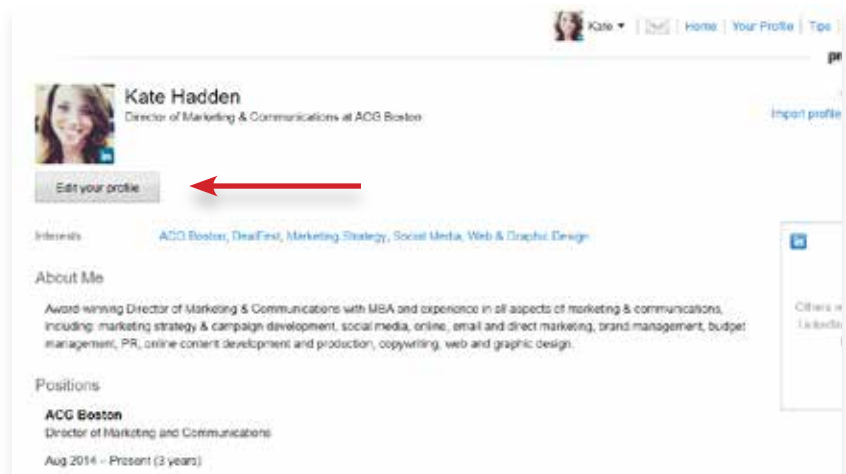 Kate ▾ | Home | Your Profile | Tips
pr
Kate Hadden
Director of Marketing & Communications at ACG Boston
Import profile
Edit your profile
Interests ACG Boston, DealFest, Marketing Strategy, Social Media, Web & Graphic Design
in
About Me
Award-winning Director of Marketing & Communications with MBA and experience in all aspects of marketing & communications,
including: marketing strategy & campaign development, social media, online, email and direct marketing, brand management, budget
management, PR, online content development and production, copywriting, web and graphic design.
Others
LinkedIn
Positions
ACG Boston
Director of Marketing and Communications
Aug 2014 – Present (3 years)